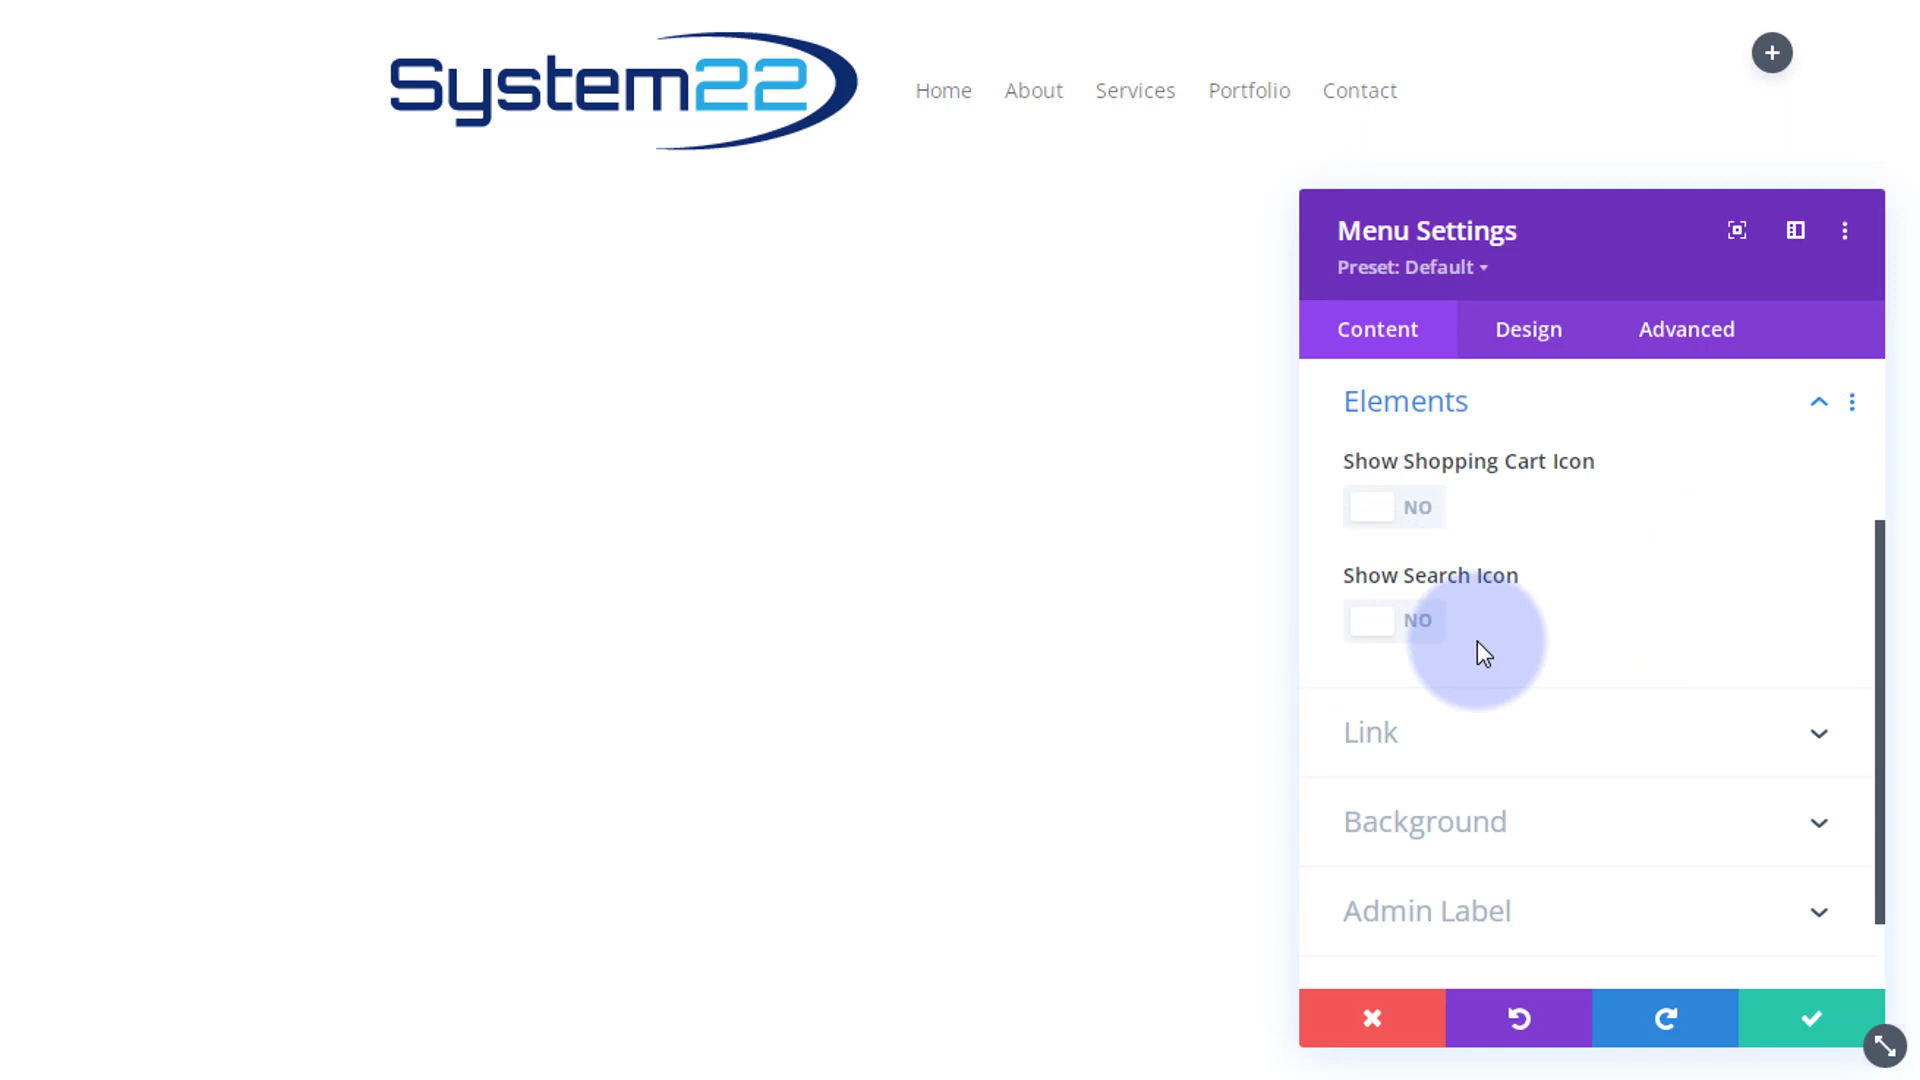 System22
Home About Services Portfolio Contact
Menu Settings
Preset: Default
Content Design Advanced
Elements
Show Shopping Cart Icon
NO
Show Search Icon
NO
Link
Background
Admin Label